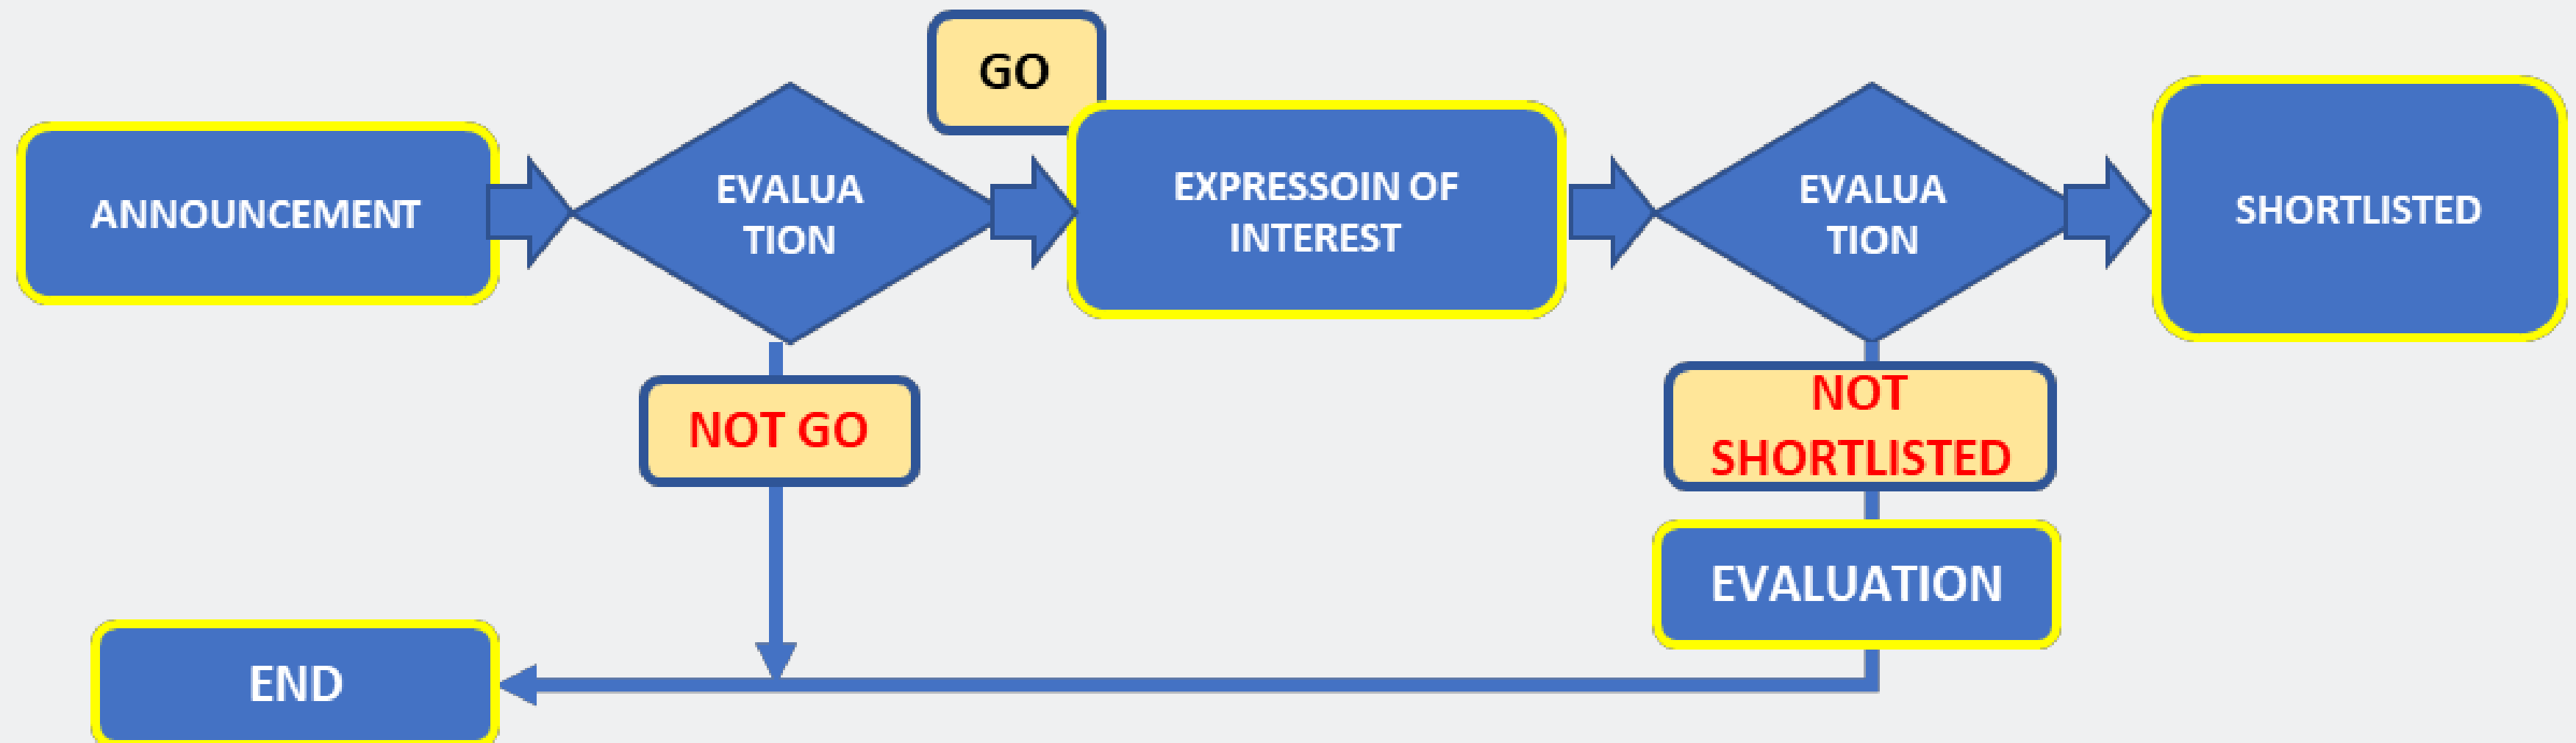 GO
ANNOUNCEMENT
EVALUA
TION
EXPRESSOIN OF
INTEREST
EVALUA
TION
SHORTLISTED
NOT GO
NOT
SHORTLISTED
EVALUATION
END